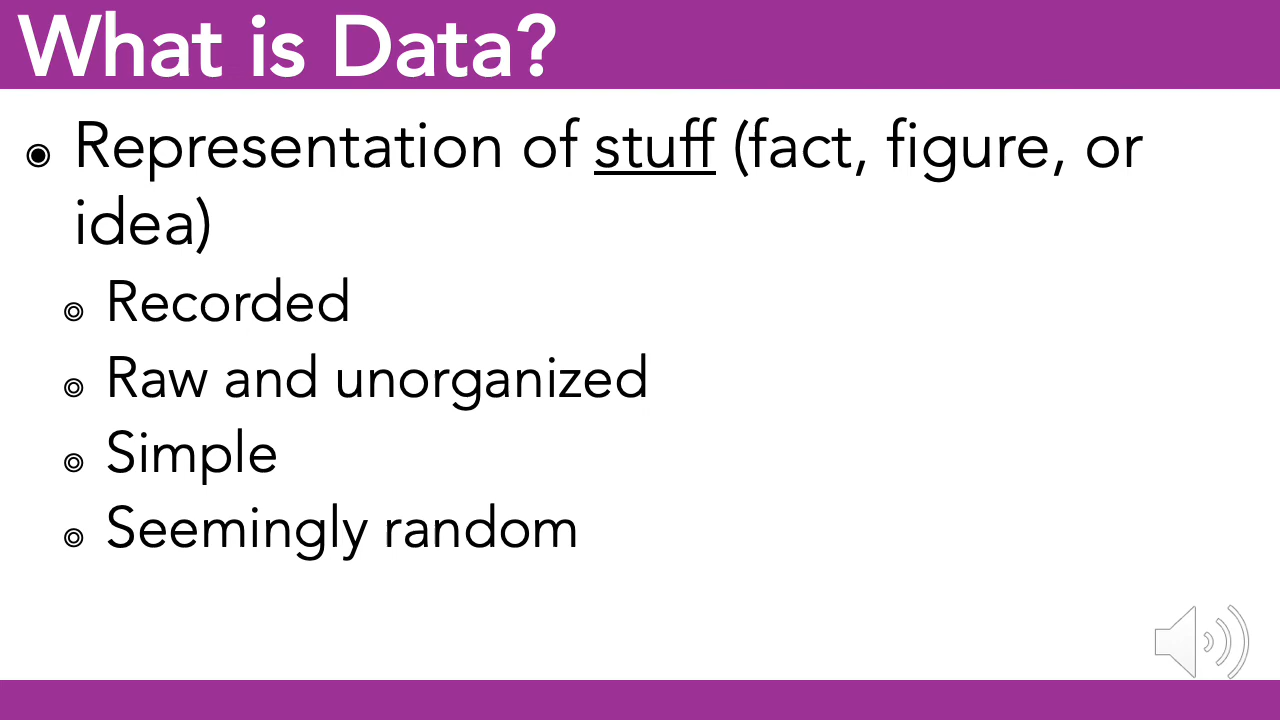 What is Data?
Representation of stuff (fact, figure, or
idea)
Recorded
Raw and unorganized
Simple
Seemingly random